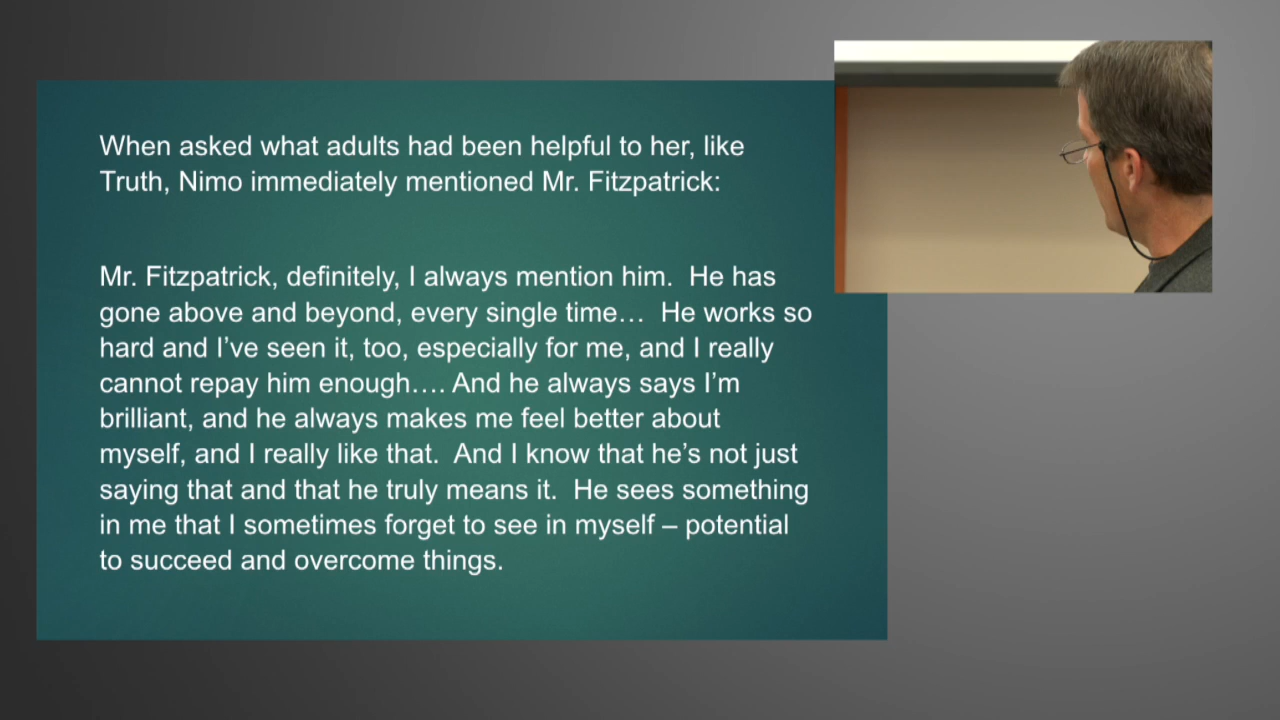 When asked what adults had been helpful to her, like
Truth, Nimo immediately mentioned Mr. Fitzpatrick:
Mr. Fitzpatrick, definitely, I always mention him.  He has
gone above and beyond, every single time…  He works so
hard and I’ve seen it, too, especially for me, and I really
cannot repay him enough…. And he always says I’m
brilliant, and he always makes me feel better about
myself, and I really like that.  And I know that he’s not just
saying that and that he truly means it.  He sees something
in me that I sometimes forget to see in myself – potential
to succeed and overcome things.